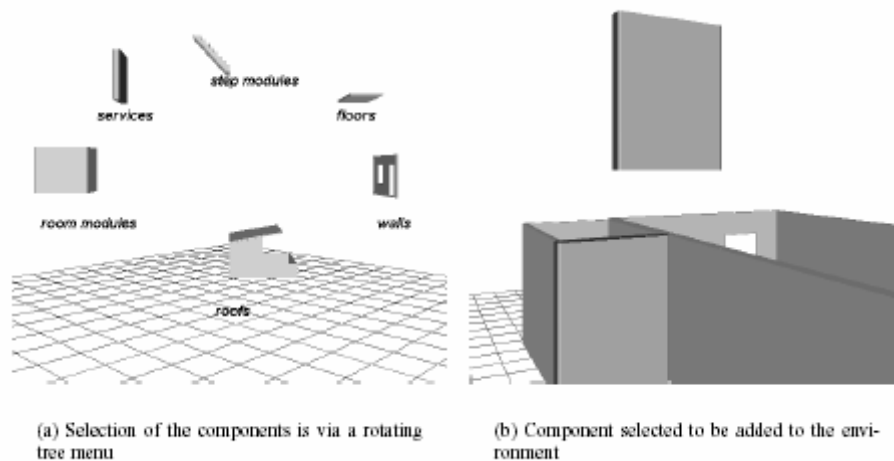 step modules
services
floors
room modules
walls
roofs
(a) Selection of the components is via a rotating
tree menu
(b) Component selected to be added to the envi-
ronment